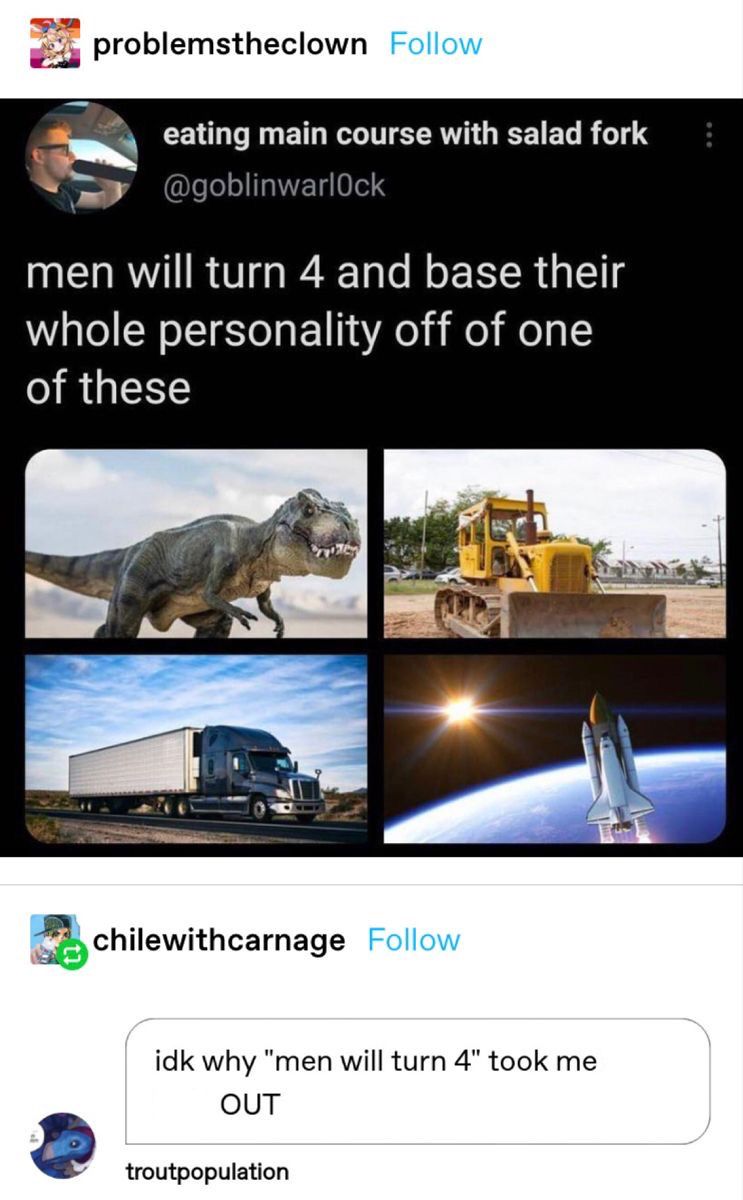 problemstheclown Follow
eating main course with salad fork
@goblinwarl0ck
men will turn 4 and base their
whole personality off of one
of these
chilewithcarnage Follow
idk why "men will turn 4" took me
OUT
troutpopulation